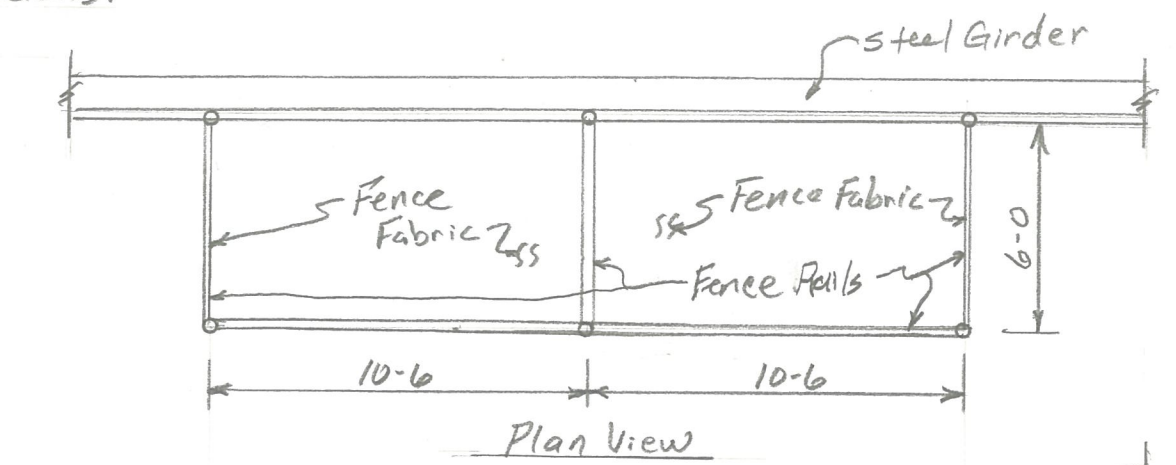 steel Girder
Fence
Fabric
ss
ss
Fence Fabric
6-0
Fence Rails
10-6
10-6
Plan View